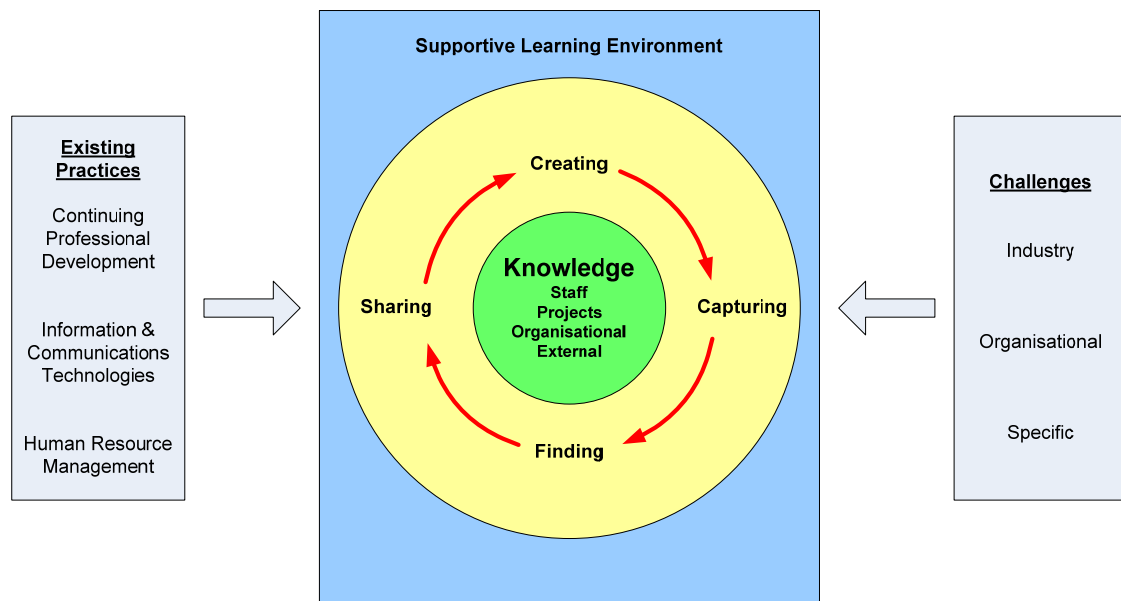 Supportive Learning Environment
Existing
Practices
Continuing
Professional
Development
Information &
Communications
Technologies
Human Resource
Management
Creating
Knowledge
Staff
Projects
Organisational
External
Sharing
Capturing
Finding
Challenges
Industry
Organisational
Specific